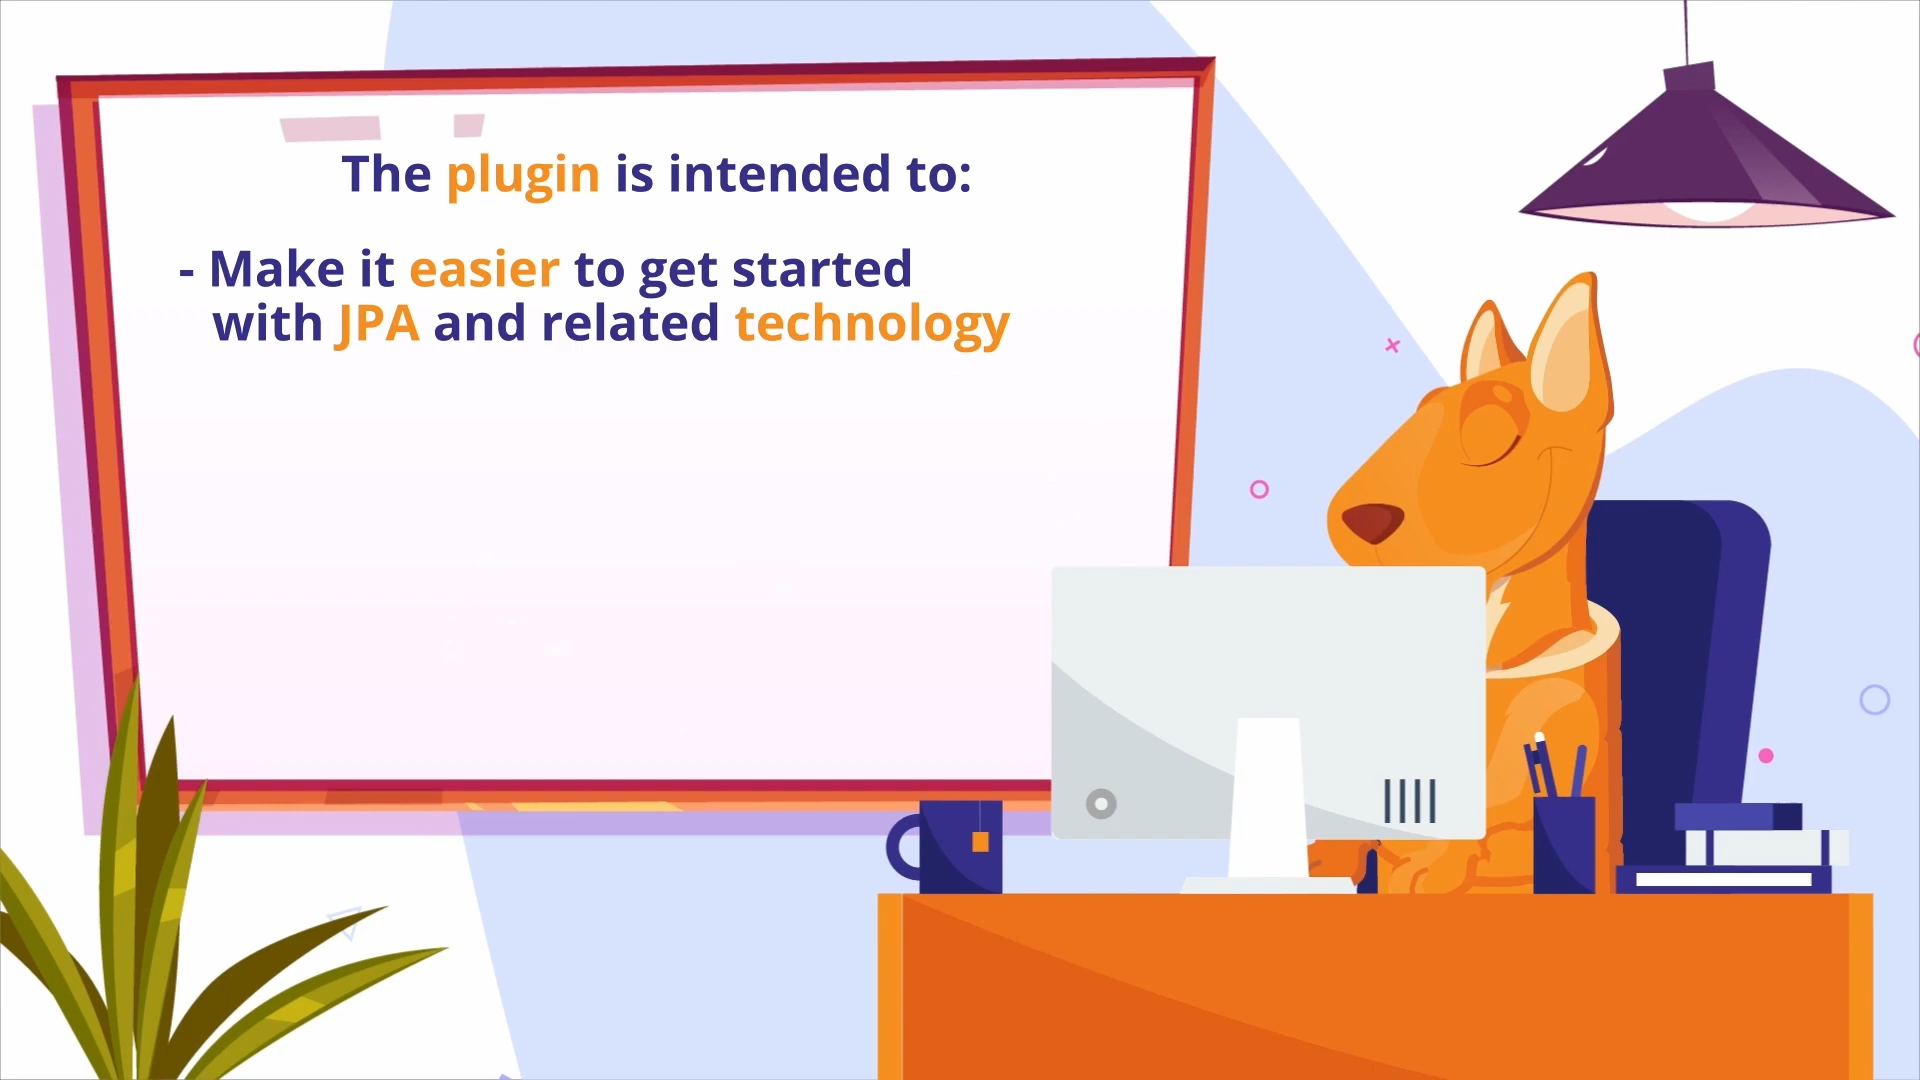 The plugin is intended to:
- Make it easier to get started
with JPA and related technology